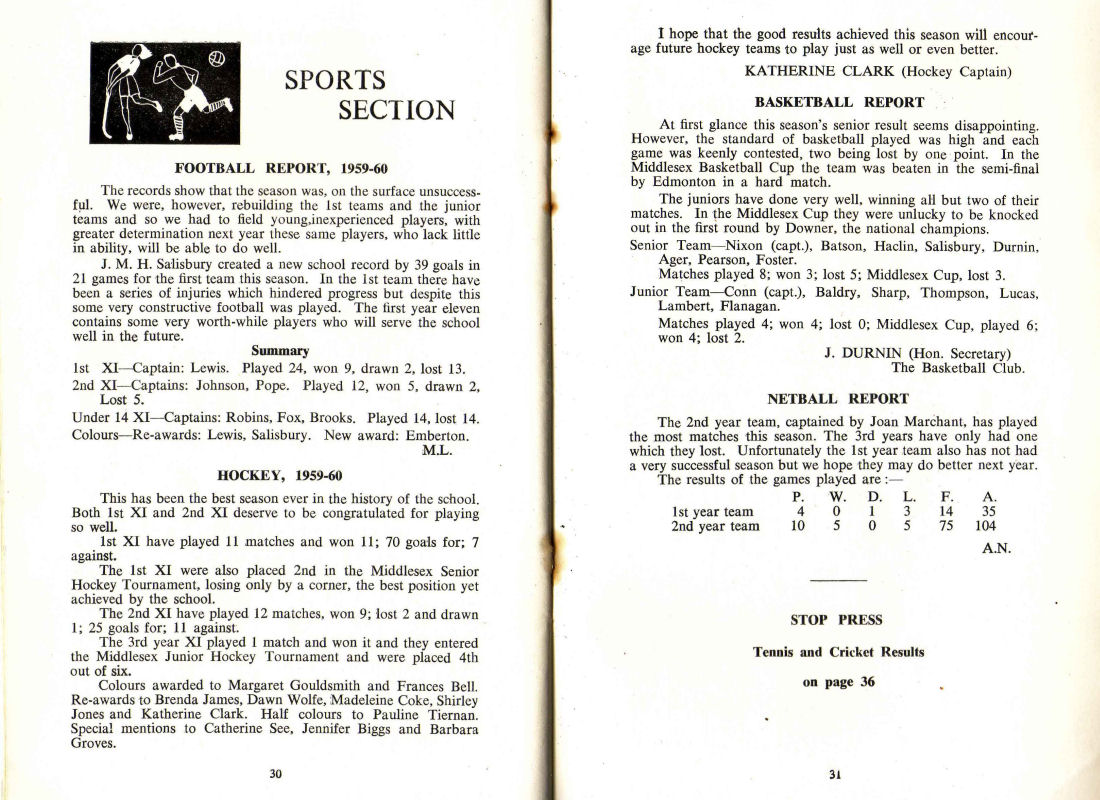 SPORTS
SECTION
FOOTBALL REPORT, 1959-60
The records show that the season was, on the surface unsuccess-
ful. We were, however, rebuilding the 1st teams and the junior
teams and so we had to field young,inexperienced players, with
greater determination next year these same players, who lack little
in ability, will be able to do well.
J. M. H. Salisbury created a new school record by 39 goals in
21 games for the first team this season. In the 1st team there have
been a series of injuries which hindered progress but despite this
some very constructive football was played. The first year eleven
contains some very worth-while players who will serve the school
well in the future.
Summary
1st XI—Captain: Lewis. Played 24, won 9, drawn 2, lost 13.
2nd XI—Captains: Johnson, Pope. Played 12, won 5, drawn 2,
Lost 5.
Under 14 XI—Captains: Robins, Fox, Brooks. Played 14, lost 14.
Colours—Re-awards: Lewis, Salisbury. New award: Emberton.
M.L.
HOCKEY, 1959-60
This has been the best season ever in the history of the school.
Both 1st XI and 2nd XI deserve to be congratulated for playing
so well.
1st XI have played 11 matches and won 11; 70 goals for; 7
against.
The 1st XI were also placed 2nd in the Middlesex Senior
Hockey Tournament, losing only by a corner, the best position yet
achieved by the school.
The 2nd XI have played 12 matches, won 9; lost 2 and drawn
1; 25 goals for; 11 against.
The 3rd year XI played 1 match and won it and they entered
the Middlesex Junior Hockey Tournament and were placed 4th
out of six.
Colours awarded to Margaret Gouldsmith and Frances Bell.
Re-awards to Brenda James, Dawn Wolfe, Madeleine Coke, Shirley
Jones and Katherine Clark. Half colours to Pauline Tiernan.
Special mentions to Catherine See, Jennifer Biggs and Barbara
Groves.
30
I hope that the good results achieved this season will encour-
age future hockey teams to play just as well or even better.
KATHERINE CLARK (Hockey Captain)
BASKETBALL REPORT
At first glance this season's senior result seems disappointing.
However, the standard of basketball played was high and each
game was keenly contested, two being lost by one point. In the
Middlesex Basketball Cup the team was beaten in the semi-final
by Edmonton in a hard match.
The juniors have done very well, winning all but two of their
matches. In the Middlesex Cup they were unlucky to be knocked
out in the first round by Downer, the national champions.
Senior Team—Nixon (capt.), Batson, Haclin, Salisbury, Durnin,
Ager, Pearson, Foster.
Matches played 8; won 3; lost 5; Middlesex Cup, lost 3.
Junior Team—Conn (capt.), Baldry, Sharp, Thompson, Lucas,
Lambert, Flanagan.
Matches played 4; won 4; lost 0; Middlesex Cup, played 6;
won 4; lost 2.
J. DURNIN (Hon. Secretary)
The Basketball Club.
NETBALL REPORT
The 2nd year team, captained by Joan Marchant, has played
the most matches this season. The 3rd years have only had one
which they lost. Unfortunately the 1st year team also has not had
a very successful season but we hope they may do better next year.
The results of the games played are :—
P. W. D. L. F. A.
1st year team 4 0 1 3 14 35
2nd year team 10 5 0 5 75 104
A.N.
STOP PRESS
Tennis and Cricket Results
on page 36
31